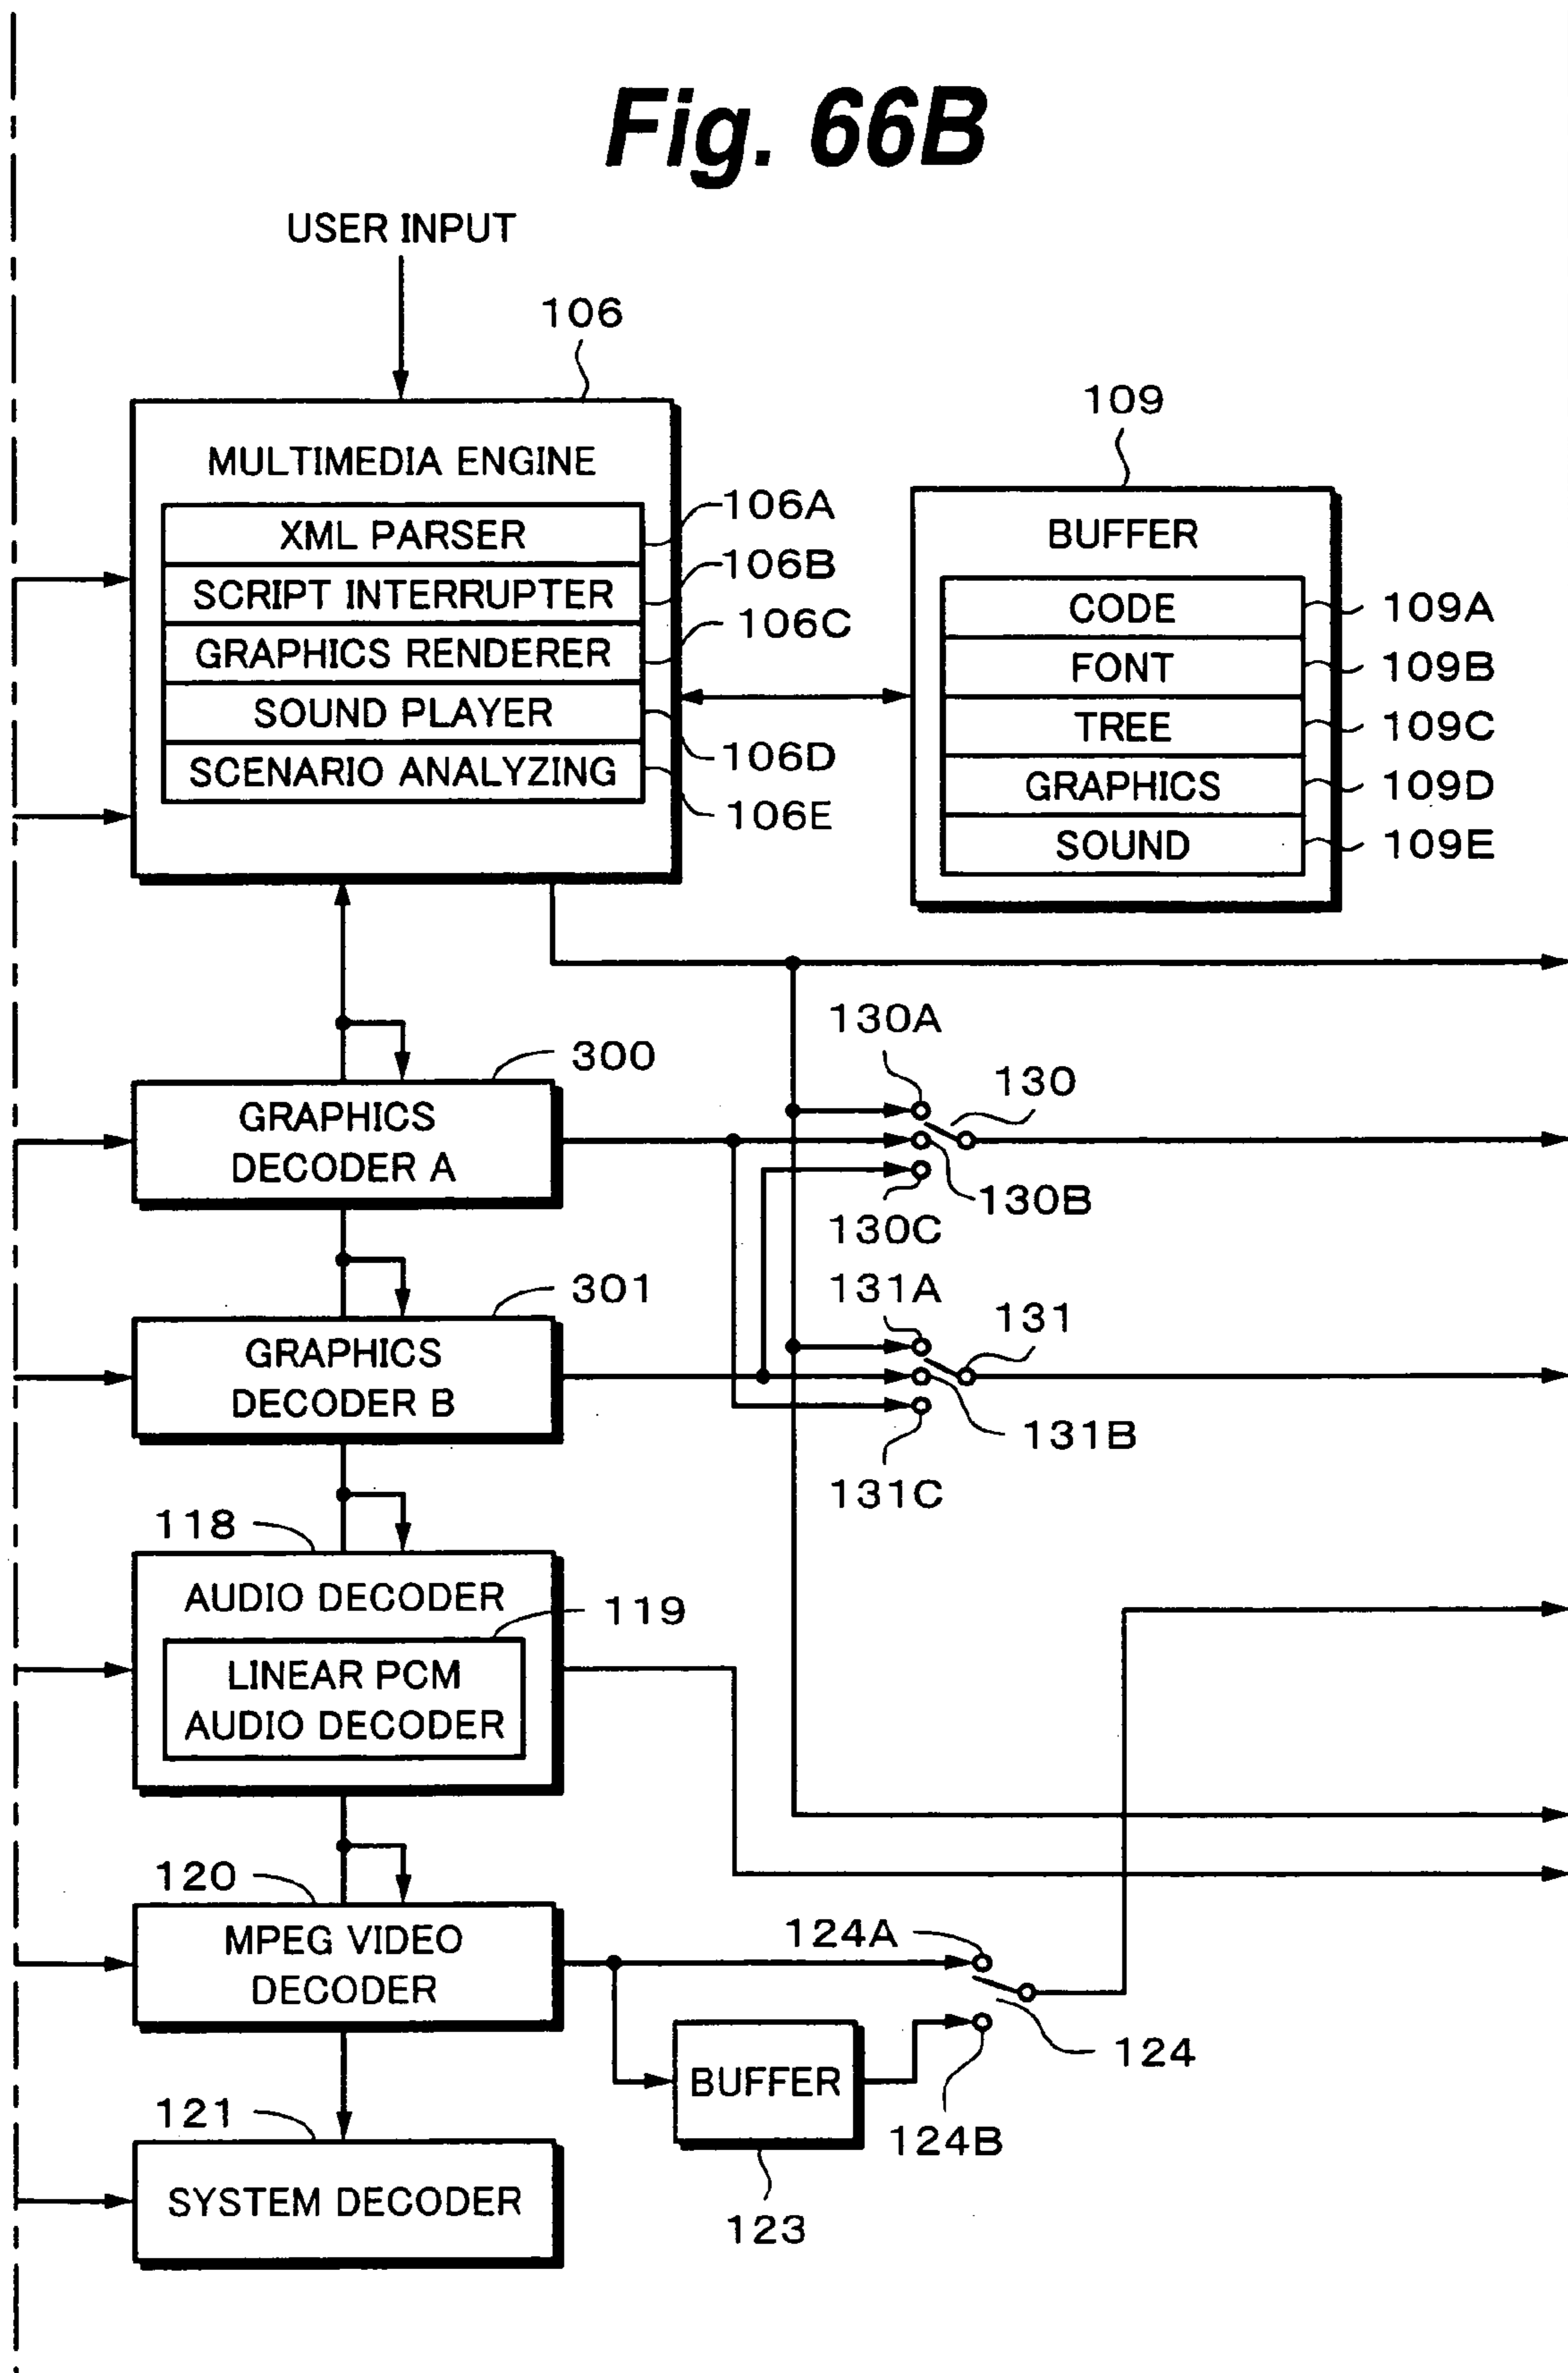 Fig. 66B
USER INPUT
106
MULTIMEDIA ENGINE
XML PARSER
106A
SCRIPT INTERRUPTER
106B
GRAPHICS RENDERER
106C
SOUND PLAYER
106D
SCENARIO ANALYZING
106E
109
BUFFER
CODE
109A
FONT
109B
TREE
109C
GRAPHICS
109D
SOUND
109E
130A
130
130B
130C
300
GRAPHICS
DECODER A
131A
131
131B
131C
301
GRAPHICS
DECODER B
118
AUDIO DECODER
119
LINEAR PCM
AUDIO DECODER
120
MPEG VIDEO
DECODER
124A
124
124B
BUFFER
123
121
SYSTEM DECODER